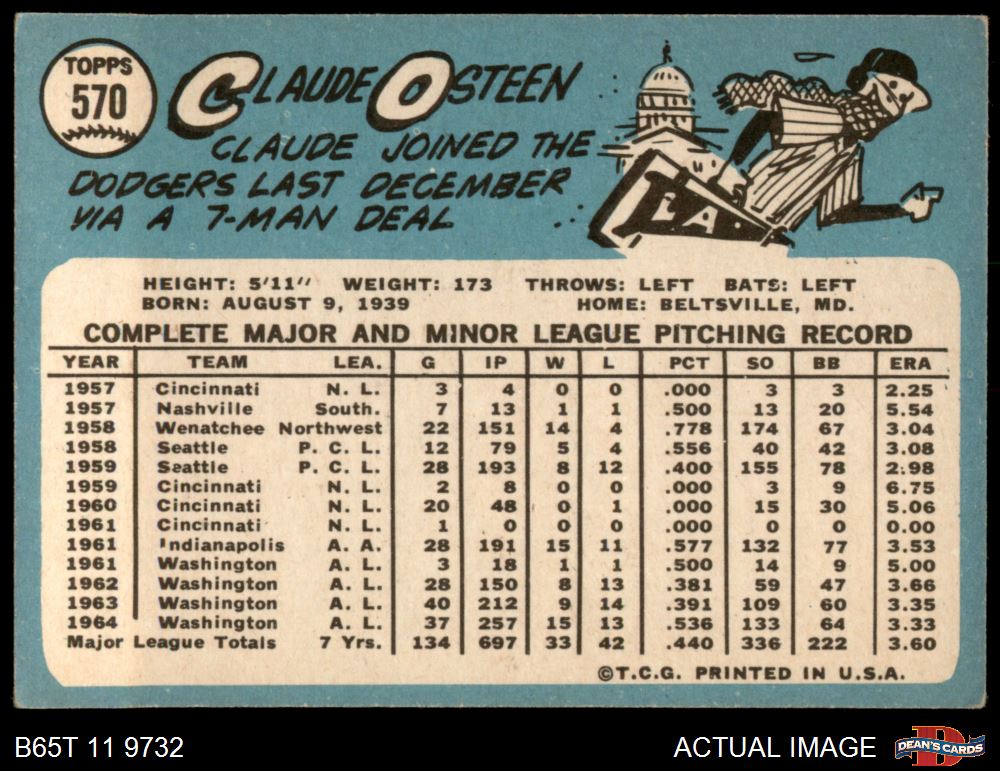 TOPPS
570
CLAUDE OSTEEN
CLAUDE JOINED THE
DODGERS LAST DECEMBER
VIA A 7-MAN DEAL
L.A.
HEIGHT: 5'11" WEIGHT: 173 THROWS: LEFT BATS: LEFT
BORN: AUGUST 9, 1939 HOME: BELTSVILLE, MD.
COMPLETE MAJOR AND MINOR LEAGUE PITCHING RECORD
YEAR TEAM LEA. G IP W L PCT SO BB ERA
1957 Cincinnati N. L. 3 4 0 0 .000 3 3 2.25
1957 Nashville South. 7 13 1 1 .500 13 20 5.54
1958 Wenatchee Northwest 22 151 14 4 .778 174 67 3.04
1958 Seattle P. C. L. 12 79 5 4 .556 40 42 3.08
1959 Seattle P. C. L. 28 193 8 12 .400 155 78 2.98
1959 Cincinnati N. L. 2 8 0 0 .000 3 9 6.75
1960 Cincinnati N. L. 20 48 0 1 .000 15 30 5.06
1961 Cincinnati N. L. 1 0 0 0 .000 0 0 0.00
1961 Indianapolis A. A. 28 191 15 11 .577 132 77 3.53
1961 Washington A. L. 3 18 1 1 .500 14 9 5.00
1962 Washington A. L. 28 150 8 13 .381 59 47 3.66
1963 Washington A. L. 40 212 9 14 .391 109 60 3.35
1964 Washington A. L. 37 257 15 13 .536 133 64 3.33
Major League Totals 7 Yrs. 134 697 33 42 .440 336 222 3.60
©T.C.G. PRINTED IN U.S.A.
B65T 11 9732 ACTUAL IMAGE D DEAN'S CARDS